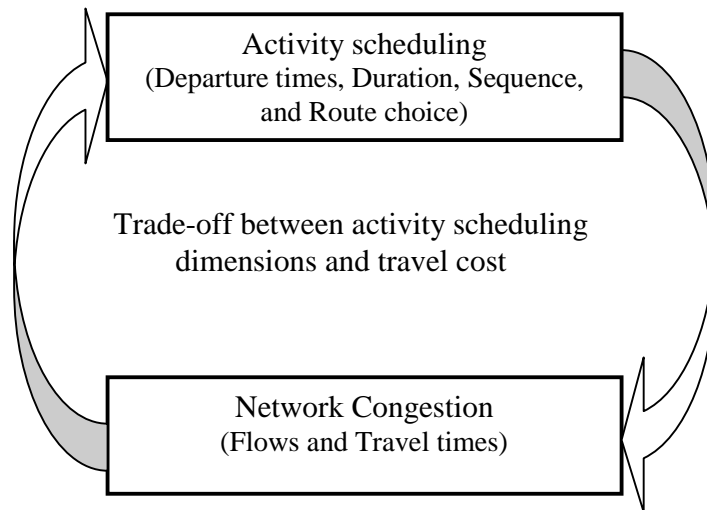 Activity scheduling
(Departure times, Duration, Sequence,
and Route choice)
Trade-off between activity scheduling
dimensions and travel cost
Network Congestion
(Flows and Travel times)